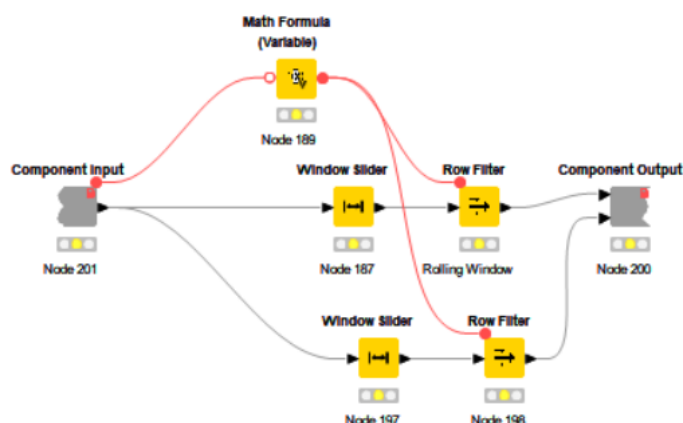 Math Formula
(Variable)
Node 189
Component Input
Window Slider
Row Filter
Component Output
Node 201
Node 187
Rolling Window
Node 200
Window Slider
Row Filter
Node 197
Node 198